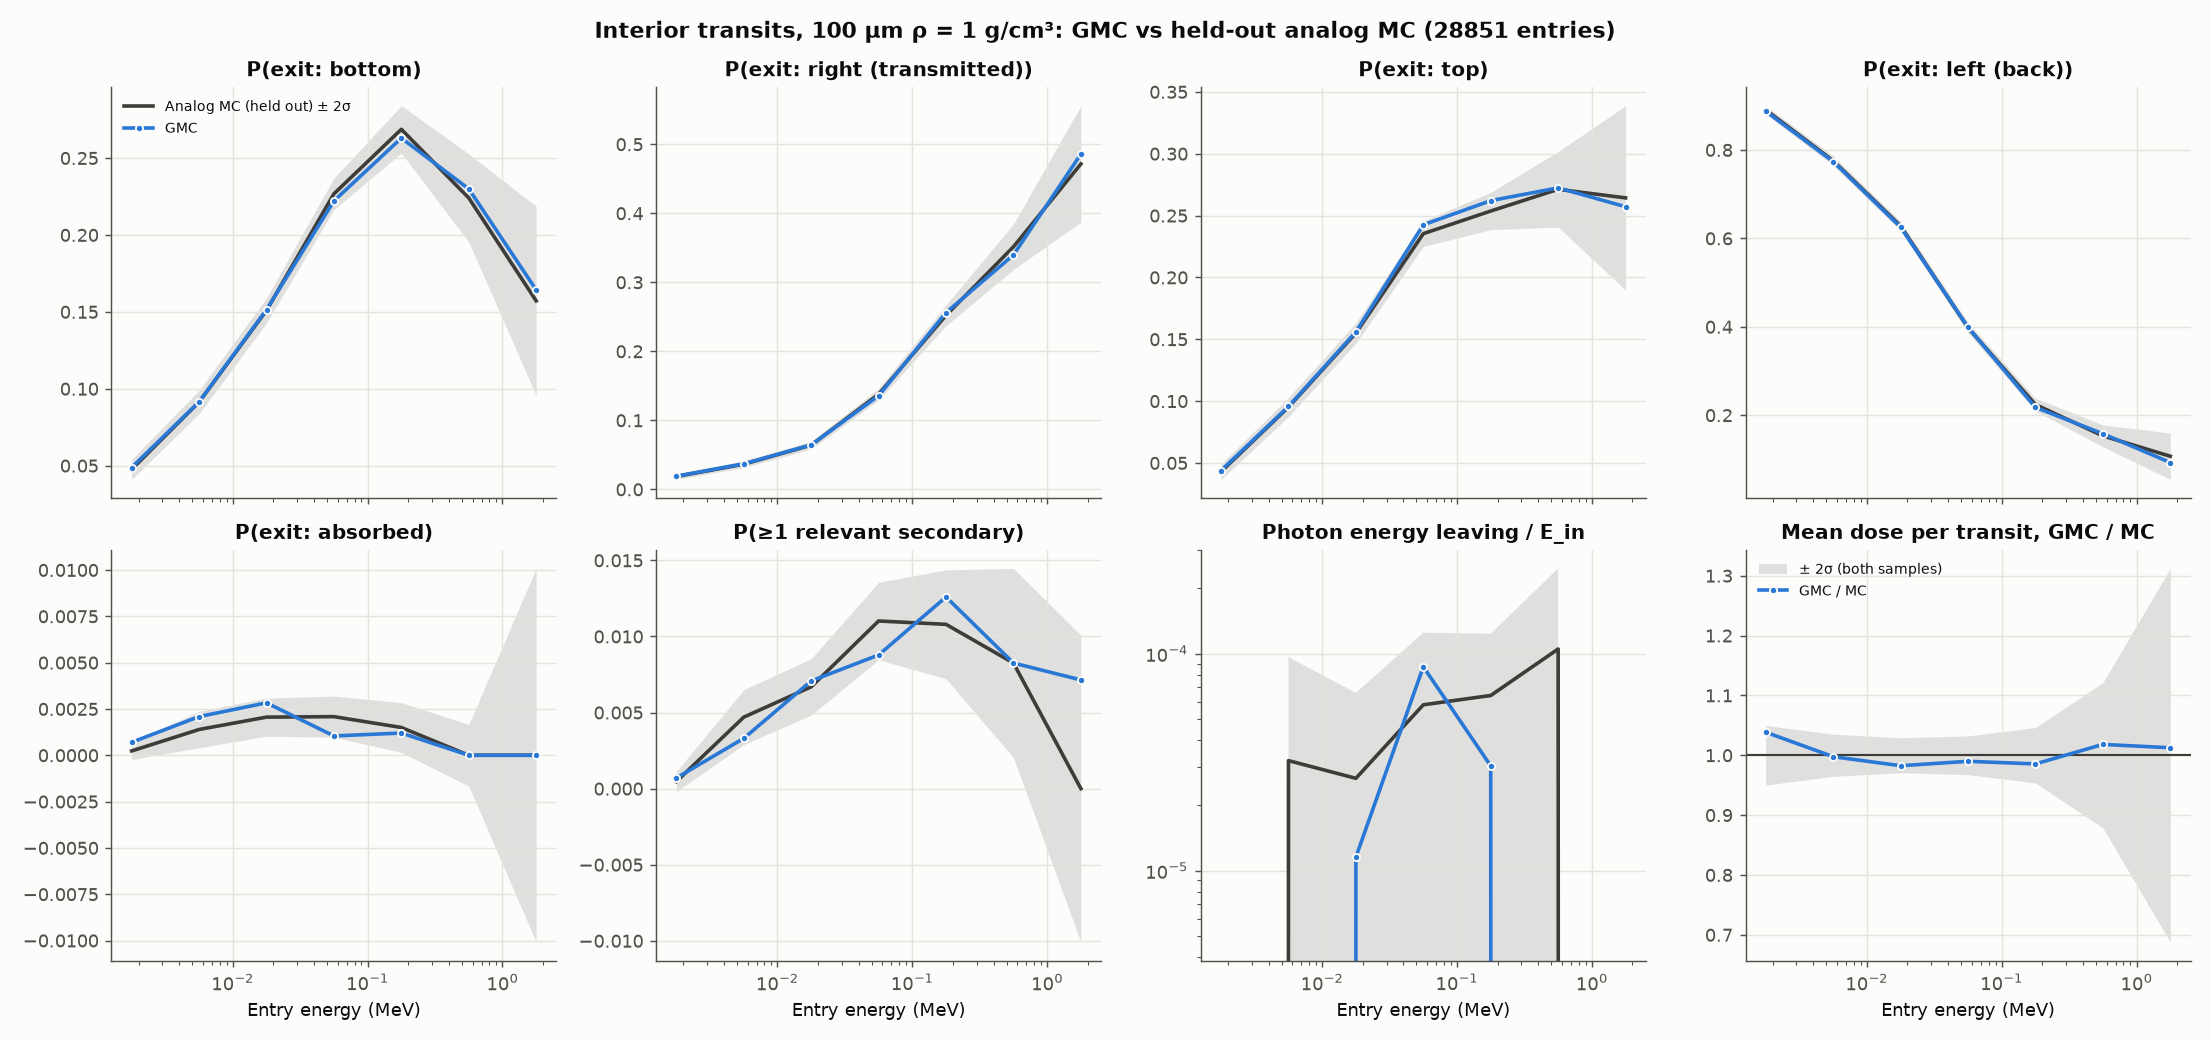 Interior transits, 100 µm ρ = 1 g/cm³: GMC vs held-out analog MC (28851 entries)
P(exit: bottom)
Analog MC (held out) ± 2σ
GMC
0.25
0.20
0.15
0.10
0.05
P(exit: right (transmitted))
0.5
0.4
0.3
0.2
0.1
0.0
P(exit: top)
0.35
0.30
0.25
0.20
0.15
0.10
0.05
P(exit: left (back))
0.8
0.6
0.4
0.2
P(exit: absorbed)
0.0100
0.0075
0.0050
0.0025
0.0000
−0.0025
−0.0050
−0.0075
−0.0100
10⁻² 10⁻¹ 10⁰
Entry energy (MeV)
P(≥1 relevant secondary)
0.015
0.010
0.005
0.000
−0.005
−0.010
10⁻² 10⁻¹ 10⁰
Entry energy (MeV)
Photon energy leaving / E_in
10⁻⁴
10⁻⁵
10⁻² 10⁻¹ 10⁰
Entry energy (MeV)
Mean dose per transit, GMC / MC
± 2σ (both samples)
GMC / MC
1.3
1.2
1.1
1.0
0.9
0.8
0.7
10⁻² 10⁻¹ 10⁰
Entry energy (MeV)